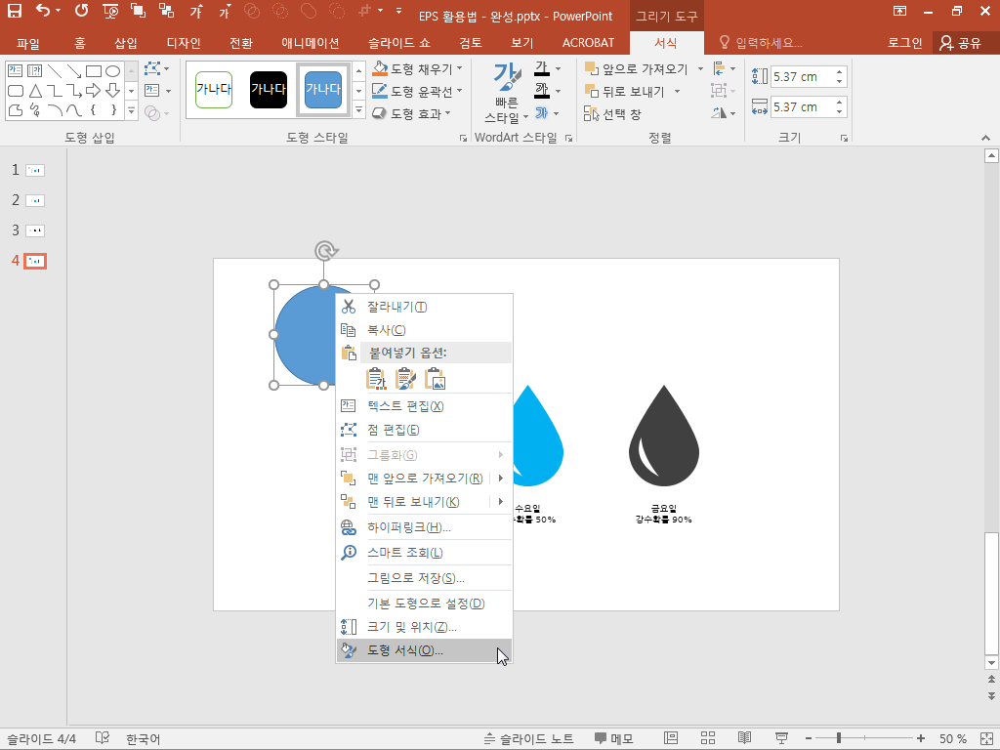 EPS 활용법 - 완성.pptx - PowerPoint
그리기 도구
파일 홈 삽입 디자인 전환 애니메이션 슬라이드 쇼 검토 보기 ACROBAT 서식 입력하세요... 로그인 공유
가나다 가나다 가나다
도형 채우기
도형 윤곽선
도형 효과
빠른
스타일
앞으로 가져오기
뒤로 보내기
선택 창
5.37 cm
5.37 cm
도형 삽입 도형 스타일 WordArt 스타일 정렬 크기
1
2
3
4
잘라내기(T)
복사(C)
붙여넣기 옵션:
텍스트 편집(X)
점 편집(E)
그룹화(G)
맨 앞으로 가져오기(R)
맨 뒤로 보내기(K)
하이퍼링크(H)...
스마트 조회(L)
그림으로 저장(S)...
기본 도형으로 설정(D)
크기 및 위치(Z)...
도형 서식(O)...
수요일
확률 50%
금요일
강수확률 90%
슬라이드 4/4 한국어 슬라이드 노트 메모 50 %